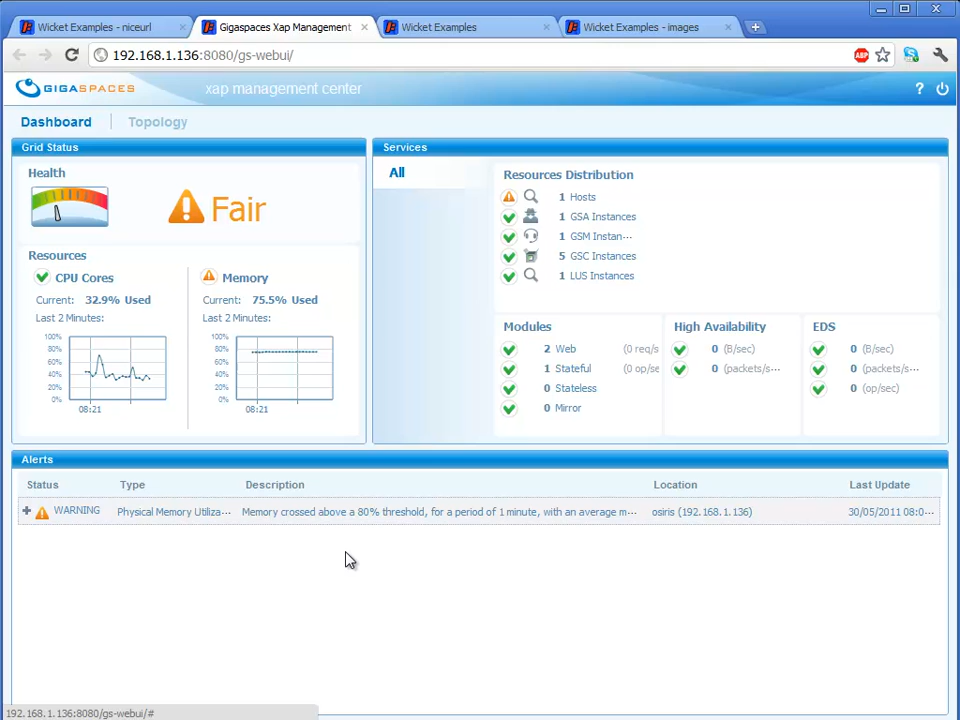 Wicket Examples - niceurl
Gigaspaces Xap Management
Wicket Examples
Wicket Examples - images
192.168.1.136:8080/gs-webui/
ABP
GIGASPACES
xap management center
?
Dashboard
Topology
Grid Status
Health
Fair
Resources
CPU Cores
Current: 32.9% Used
Last 2 Minutes:
100%
80%
60%
40%
20%
0%
08:21
Memory
Current: 75.5% Used
Last 2 Minutes:
100%
80%
60%
40%
20%
0%
08:21
Services
All
Resources Distribution
1 Hosts
1 GSA Instances
1 GSM Instan···
5 GSC Instances
1 LUS Instances
Modules
2 Web (0 req/s
1 Stateful (0 op/se
0 Stateless
0 Mirror
High Availability
0 (B/sec)
0 (packets/s···
EDS
0 (B/sec)
0 (packets/s···
0 (op/sec)
Alerts
Status Type Description Location Last Update
WARNING Physical Memory Utiliza··· Memory crossed above a 80% threshold, for a period of 1 minute, with an average m··· osiris (192.168.1.136) 30/05/2011 08:0···
192.168.1.136:8080/gs-webui/#